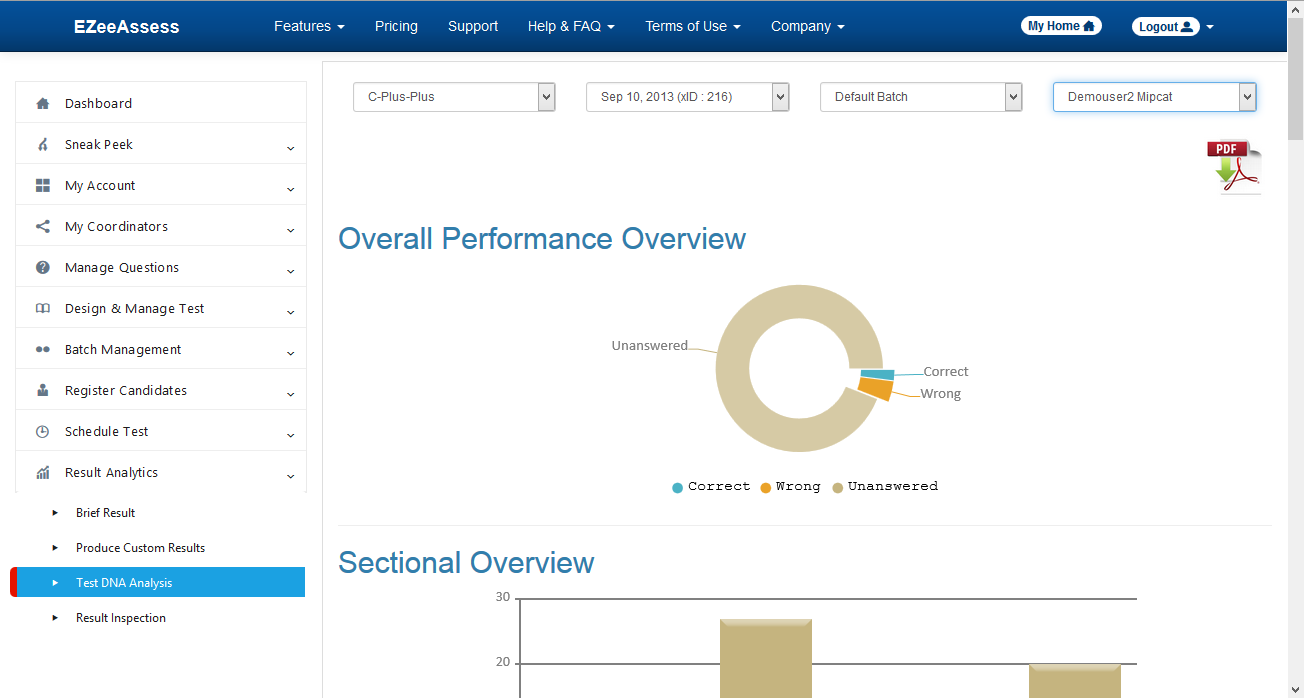 EZeeAssess
Features
Pricing
Support
Help & FAQ
Terms of Use
Company
My Home
Logout
Dashboard
Sneak Peek
My Account
My Coordinators
Manage Questions
Design & Manage Test
Batch Management
Register Candidates
Schedule Test
Result Analytics
Brief Result
Produce Custom Results
Test DNA Analysis
Result Inspection
C-Plus-Plus
Sep 10, 2013 (xID : 216)
Default Batch
Demouser2 Mipcat
PDF
Overall Performance Overview
Unanswered
Correct
Wrong
Correct Wrong Unanswered
Sectional Overview
30
20